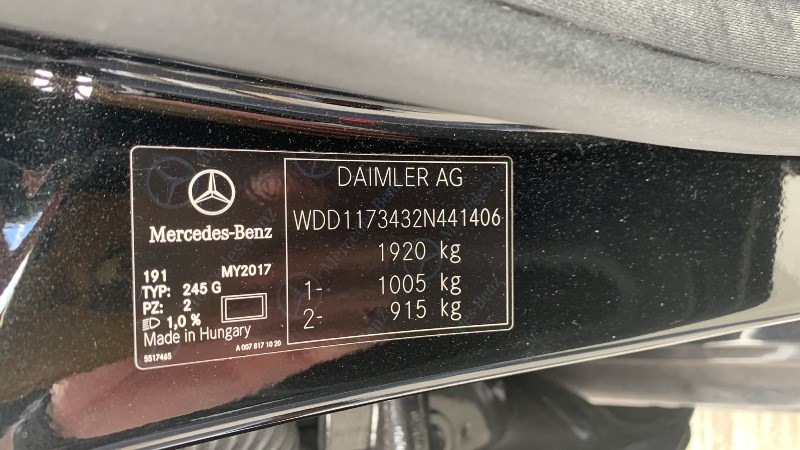 Mercedes-Benz
191 MY2017
TYP: 245 G
PZ: 2
1,0 %
Made in Hungary
5517465 A 007 817 10 20
DAIMLER AG
WDD1173432N441406
1920 kg
1- 1005 kg
2- 915 kg